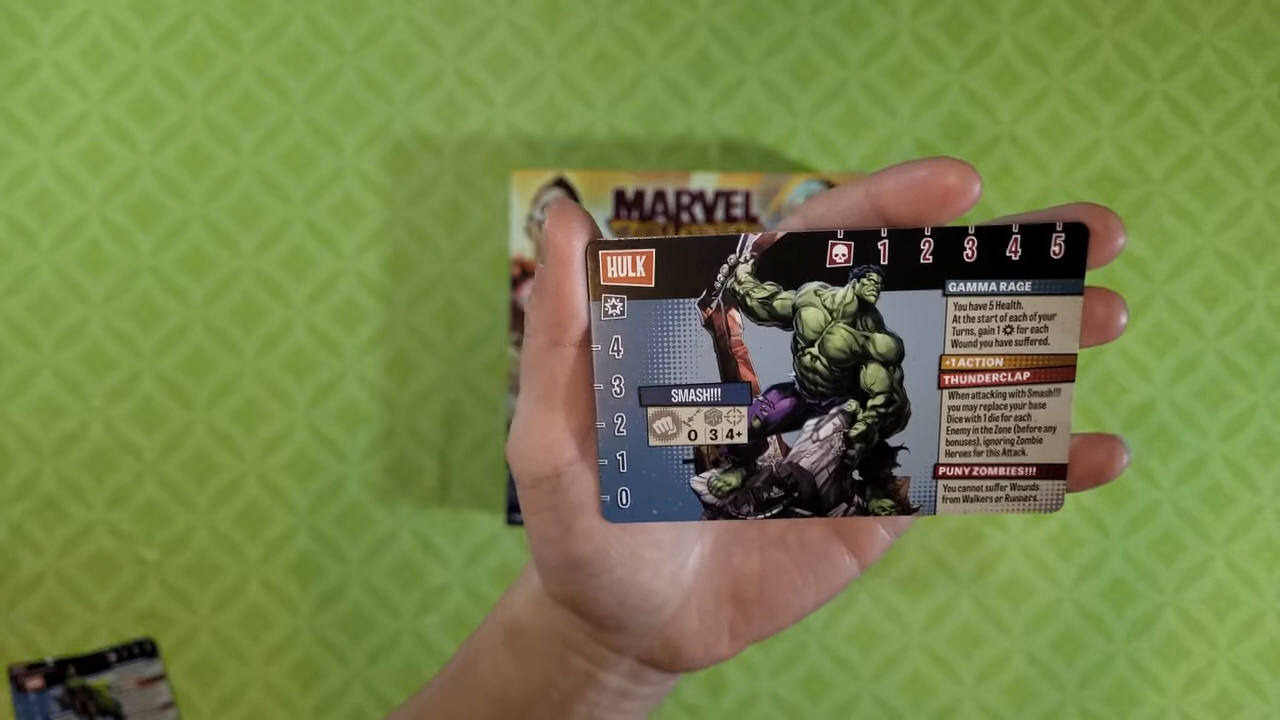 MARVEL
HULK
1 2 3 4 5
4
3
2
1
0
SMASH!!!
0 3 4+
GAMMA RAGE
You have 5 Health.
At the start of each of your
Turns, gain 1 for each
Wound you have suffered.
+1 ACTION
THUNDERCLAP
When attacking with Smash!!!
you may replace your base
Dice with 1 die for each
Enemy in the Zone (before any
bonuses), ignoring Zombie
Heroes for this Attack.
PUNY ZOMBIES!!!
You cannot suffer Wounds
from Walkers or Runners.